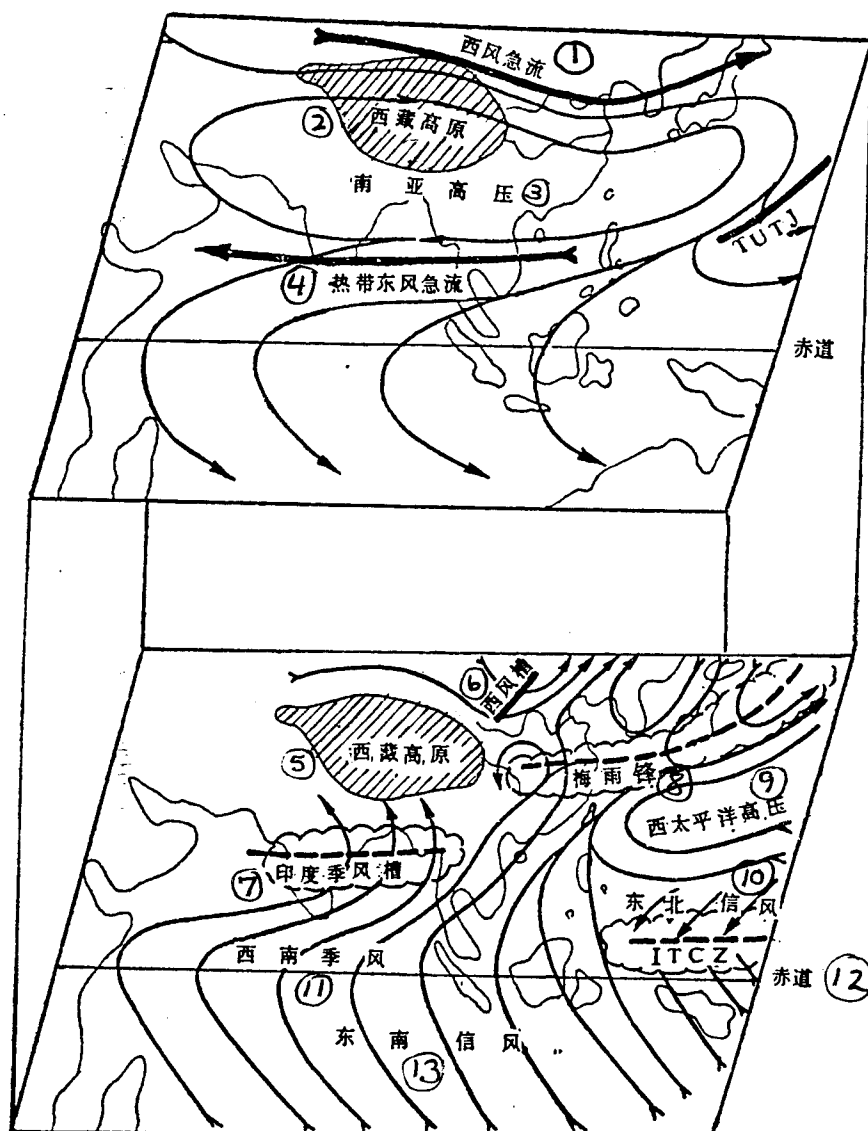 西风急流 ①
② 西藏高原
南亚高压 ③
TUTJ
④ 热带东风急流
赤道
⑥ 西风槽
⑤ 西藏高原
梅雨锋 ⑧
⑨
西太平洋高压
⑦ 印度季风槽
⑩
东北信风
西南季风
ITCZ
⑪
赤道 ⑫
东南信风
⑬